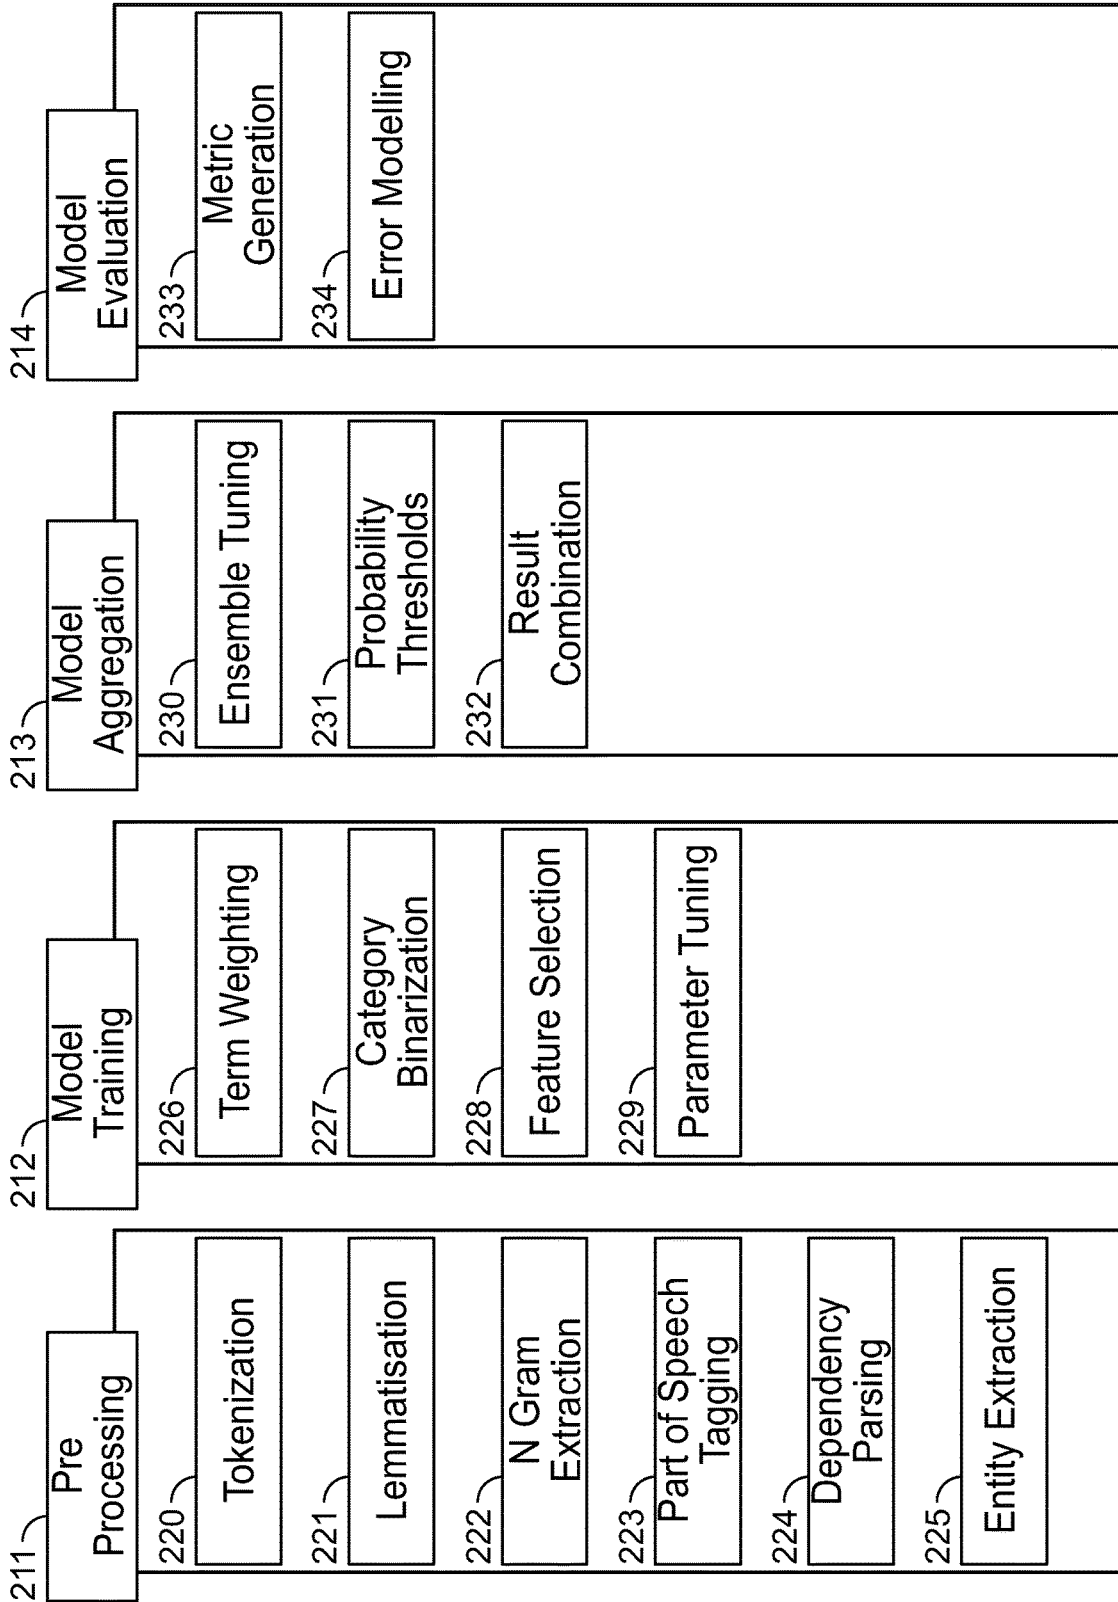 211
Pre
Processing
220
Tokenization
221
Lemmatisation
222
N Gram
Extraction
223
Part of Speech
Tagging
224
Dependency
Parsing
225
Entity Extraction
212
Model
Training
226
Term Weighting
227
Category
Binarization
228
Feature Selection
229
Parameter Tuning
213
Model
Aggregation
230
Ensemble Tuning
231
Probability
Thresholds
232
Result
Combination
214
Model
Evaluation
233
Metric
Generation
234
Error Modelling